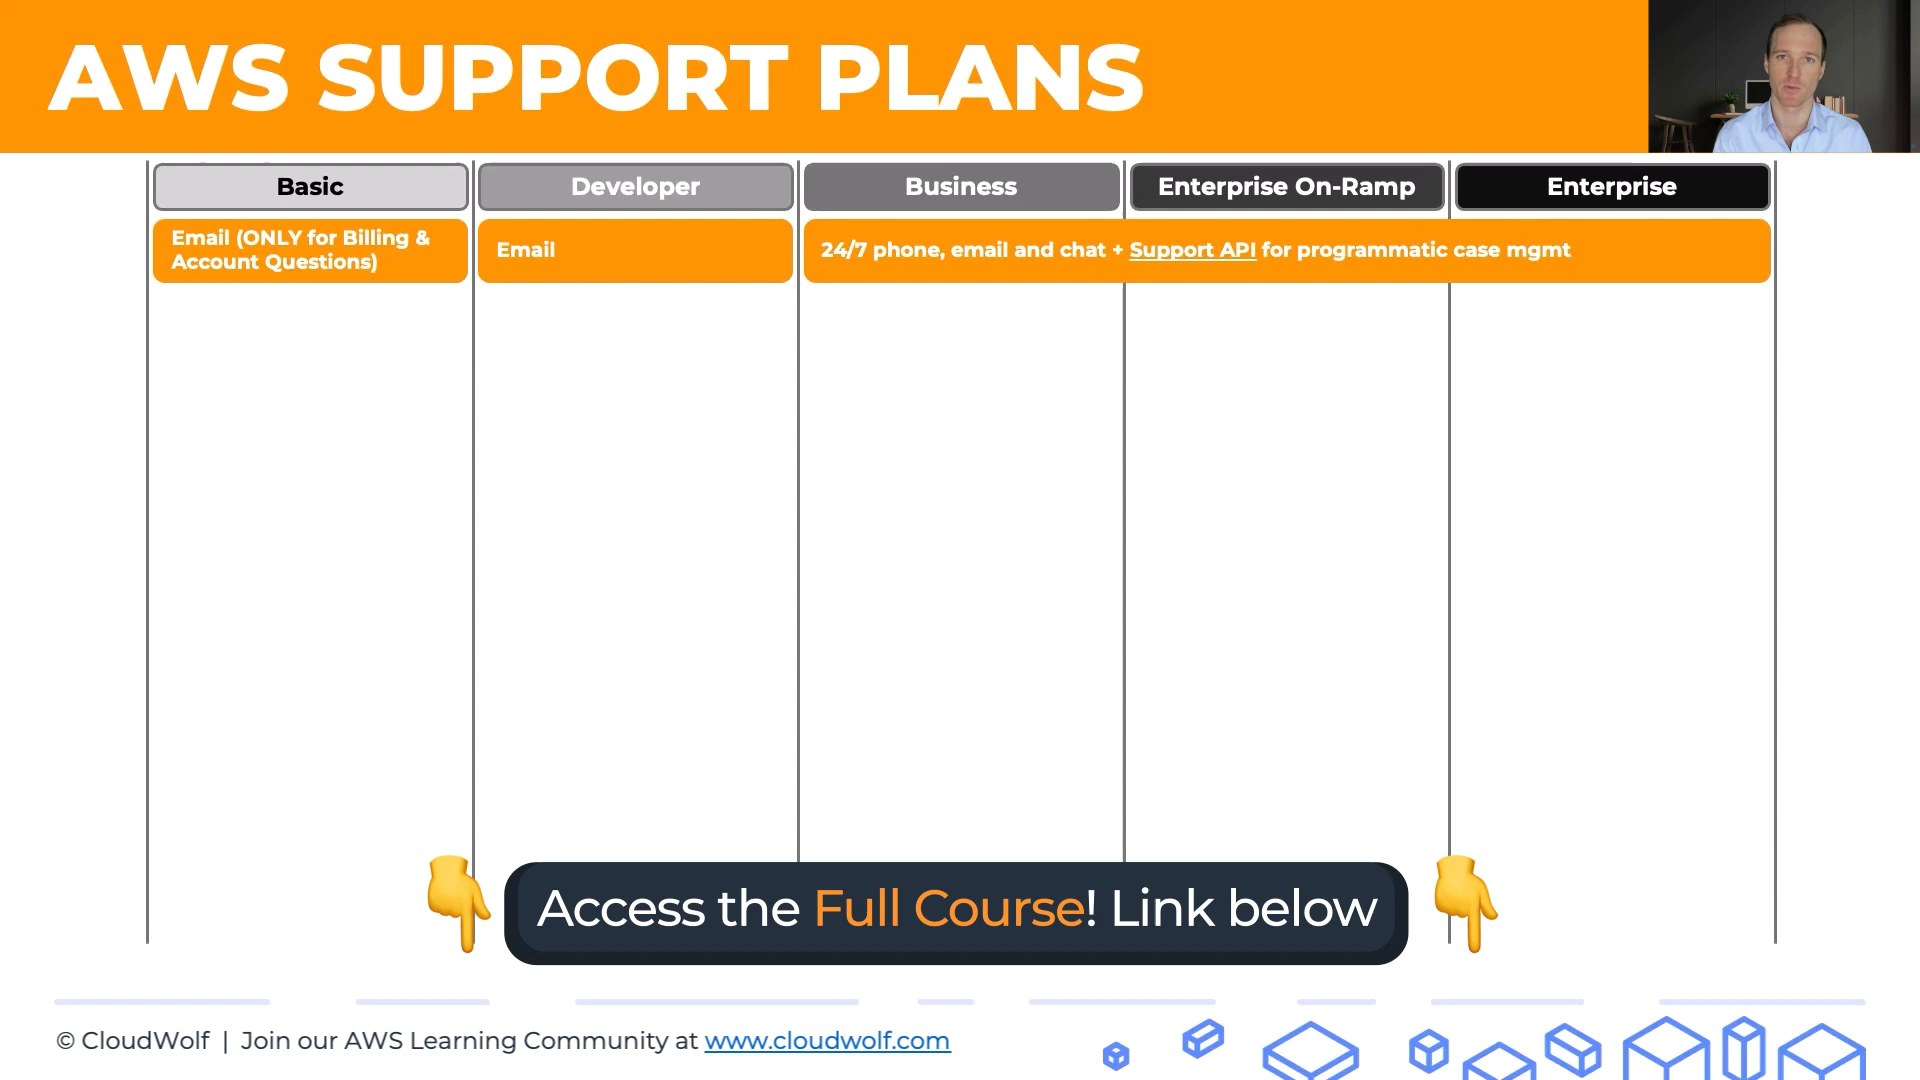 AWS SUPPORT PLANS
Basic
Developer
Business
Enterprise On-Ramp
Enterprise
Email (ONLY for Billing &
Account Questions)
Email
24/7 phone, email and chat + Support API for programmatic case mgmt
Access the Full Course! Link below
© CloudWolf | Join our AWS Learning Community at www.cloudwolf.com